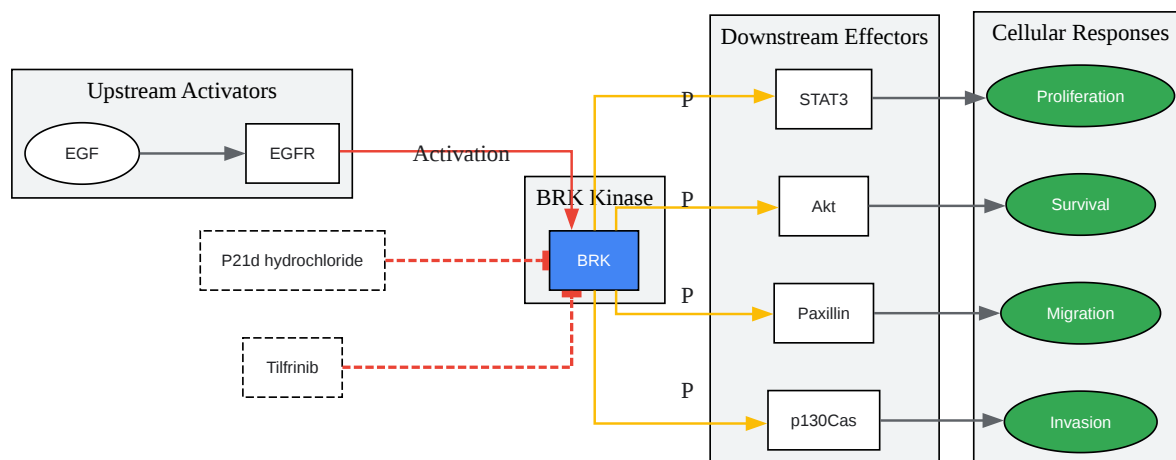 Upstream Activators
EGF
EGFR
Activation
P21d hydrochloride
Tilfrinib
BRK Kinase
BRK
P
P
P
P
Downstream Effectors
STAT3
Akt
Paxillin
p130Cas
Cellular Responses
Proliferation
Survival
Migration
Invasion